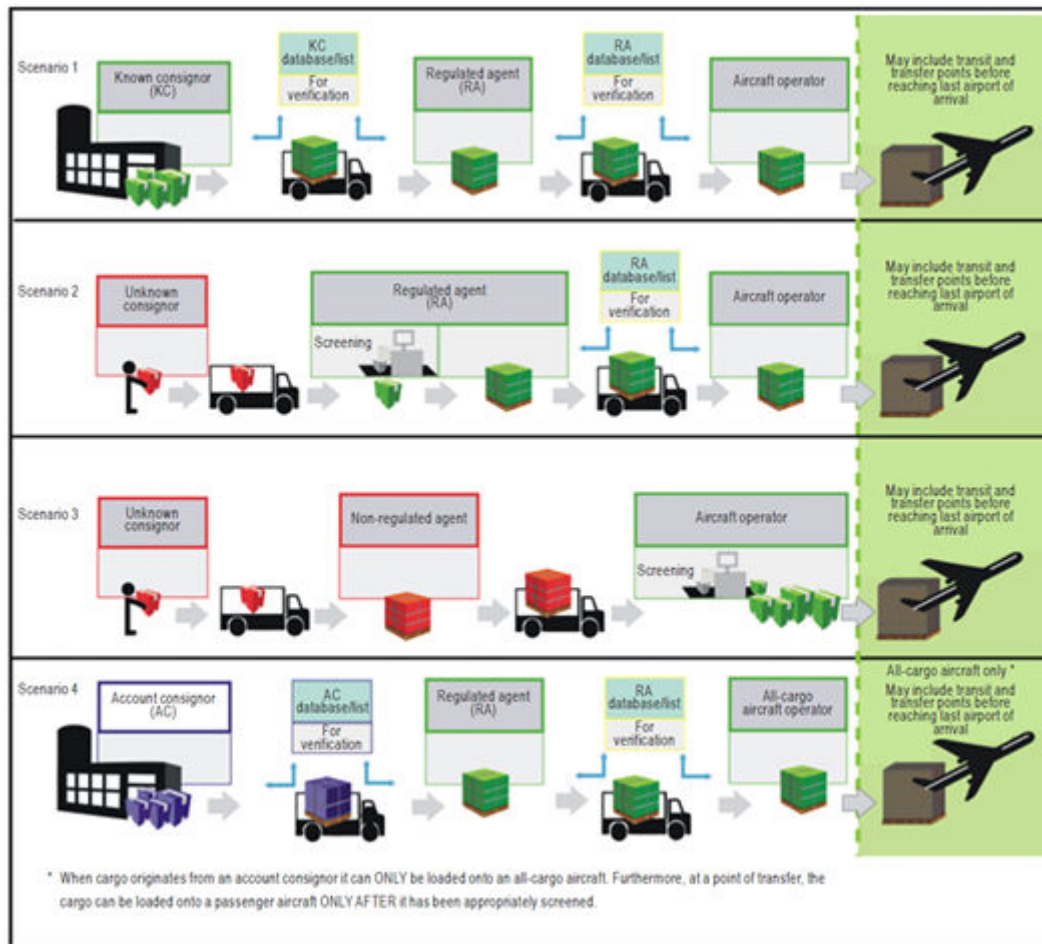 Scenario 1
Known consignor
(KC)
KC
database/list
For
verification
Regulated agent
(RA)
RA
database/list
For
verification
Aircraft operator
May include transit and
transfer points before
reaching last airport of
arrival
Scenario 2
Unknown
consignor
Regulated agent
(RA)
Screening
RA
database/list
For
verification
Aircraft operator
May include transit and
transfer points before
reaching last airport of
arrival
Scenario 3
Unknown
consignor
Non-regulated agent
Aircraft operator
Screening
May include transit and
transfer points before
reaching last airport of
arrival
Scenario 4
Account consignor
(AC)
AC
database/list
For
verification
Regulated agent
(RA)
RA
database/list
For
verification
All-cargo
aircraft operator
All-cargo aircraft only *
May include transit and
transfer points before
reaching last airport of
arrival
* When cargo originates from an account consignor it can ONLY be loaded onto an all-cargo aircraft. Furthermore, at a point of transfer, the
cargo can be loaded onto a passenger aircraft ONLY AFTER it has been appropriately screened.